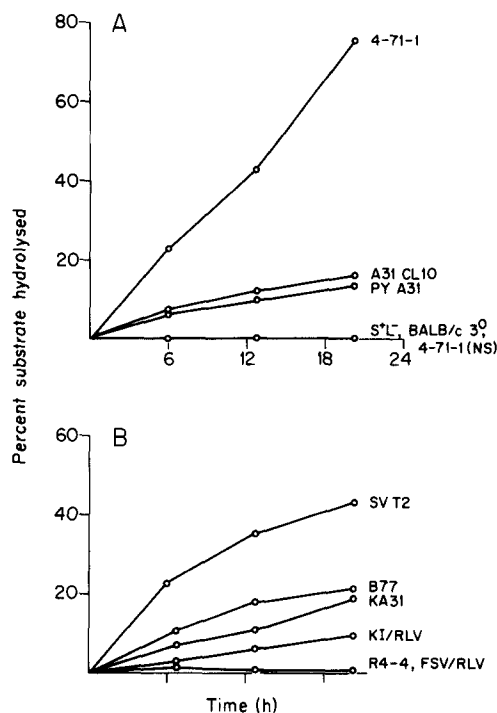 Percent substrate hydrolysed
A
80
60
40
20
4-71-1
A31 CL10
PY A31
S⁺L⁻, BALB/c 3⁰,
4-71-1 (NS)
6
12
18
24
B
60
40
20
SV T2
B77
KA31
KI/RLV
R4-4, FSV/RLV
Time (h)